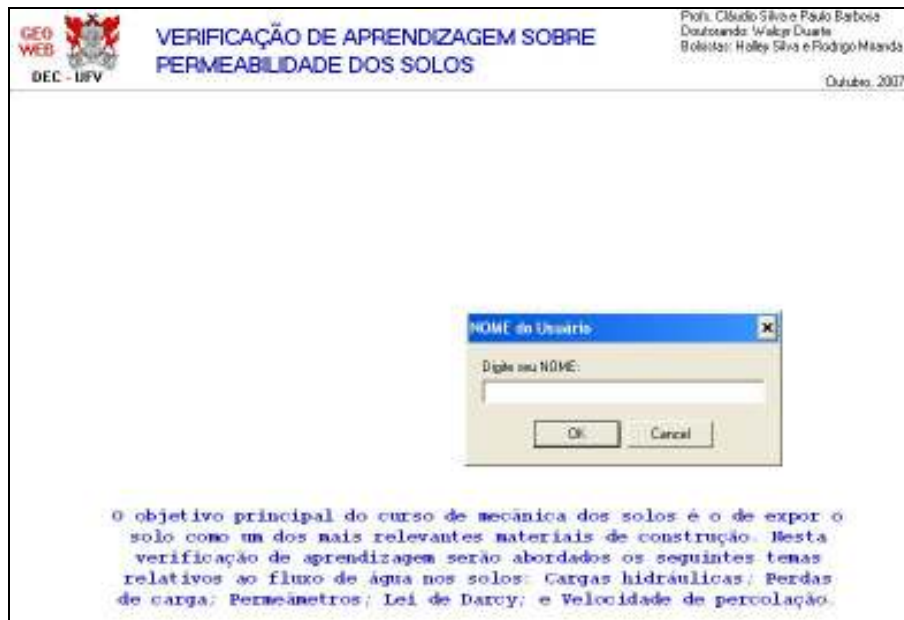 GEO
WEB
DEC - UFV
VERIFICAÇÃO DE APRENDIZAGEM SOBRE
PERMEABILIDADE DOS SOLOS
Profs. Cláudio Silva e Paulo Barbosa
Doutorando: Duarte
Bolsistas: Halley Silva e Rodrigo Miranda
Outubro, 2007
NOME do Usuário
Digite seu NOME:
OK Cancel
O objetivo principal do curso de mecânica dos solos é o de expor o
solo como um dos mais relevantes materiais de construção. Nesta
verificação de aprendizagem serão abordados os seguintes temas
relativos ao fluxo de água nos solos: Cargas hidráulicas; Perdas
de carga; Permeâmetros; Lei de Darcy; e Velocidade de percolação.